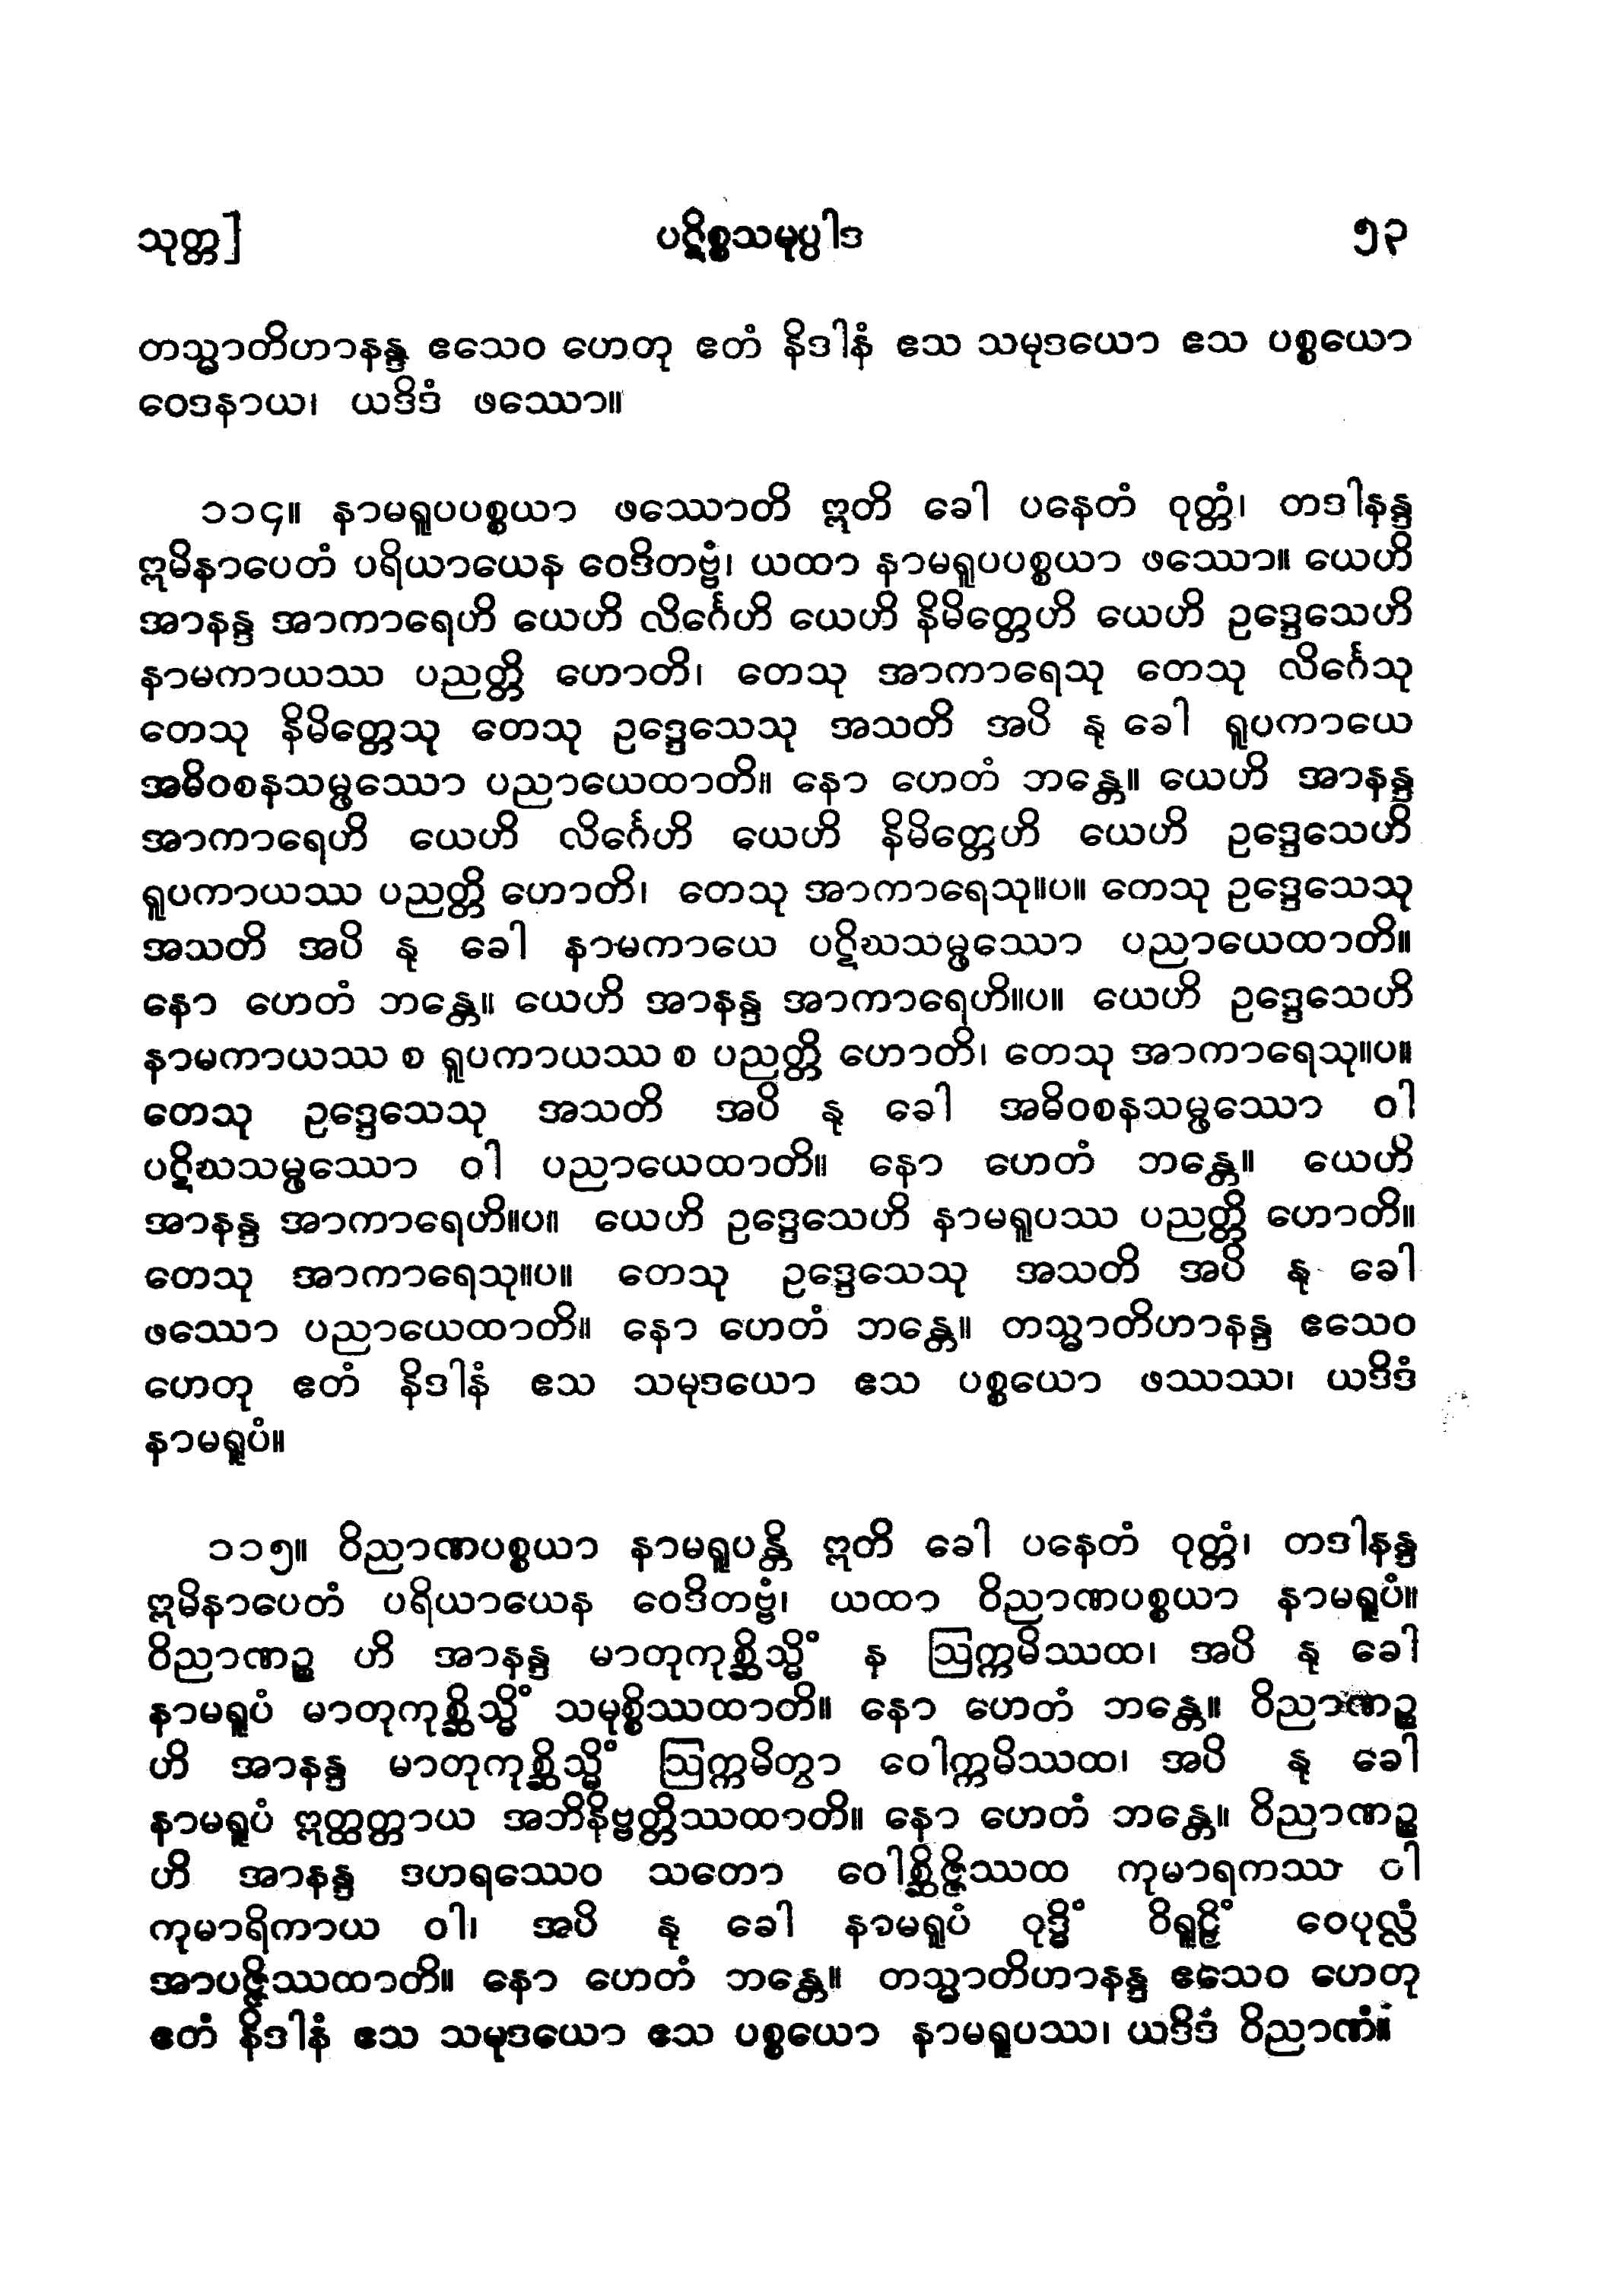 သုတ္တ] ပဋိစ္စသမုပ္ပါဒ ၅၃
တသ္မာတိဟာနန္ဒ ဧသေဝ ဟေတု ဧတံ နိဒါနံ ဧသ သမုဒယော ဧသ ပစ္စယော
ဝေဒနာယ၊ ယဒိဒံ ဖဿော။
၁၁၄။ နာမရူပပစ္စယာ ဖဿောတိ ဣတိ ခေါ ပနေတံ ဝုတ္တံ၊ တဒါနန္ဒ
ဣမိနာပေတံ ပရိယာယေန ဝေဒိတဗ္ဗံ၊ ယထာ နာမရူပပစ္စယာ ဖဿော။ ယေဟိ
အာနန္ဒ အာကာရေဟိ ယေဟိ လိင်္ဂေဟိ ယေဟိ နိမိတ္တေဟိ ယေဟိ ဥဒ္ဒေသေဟိ
နာမကာယဿ ပညတ္တိ ဟောတိ၊ တေသု အာကာရေသု တေသု လိင်္ဂေသု
တေသု နိမိတ္တေသု တေသု ဥဒ္ဒေသေသု အသတိ အပိ နု ခေါ ရူပကာယေ
အဓိဝစနသမ္ဖဿော ပညာယေထာတိ။ နော ဟေတံ ဘန္တေ။ ယေဟိ အာနန္ဒ
အာကာရေဟိ ယေဟိ လိင်္ဂေဟိ ယေဟိ နိမိတ္တေဟိ ယေဟိ ဥဒ္ဒေသေဟိ
ရူပကာယဿ ပညတ္တိ ဟောတိ၊ တေသု အာကာရေသု။ပ။ တေသု ဥဒ္ဒေသေသု
အသတိ အပိ နု ခေါ နာမကာယေ ပဋိဃသမ္ဖဿော ပညာယေထာတိ။
နော ဟေတံ ဘန္တေ။ ယေဟိ အာနန္ဒ အာကာရေဟိ။ပ။ ယေဟိ ဥဒ္ဒေသေဟိ
နာမကာယဿ စ ရူပကာယဿ စ ပညတ္တိ ဟောတိ၊ တေသု အာကာရေသု။ပ။
တေသု ဥဒ္ဒေသေသု အသတိ အပိ နု ခေါ အဓိဝစနသမ္ဖဿော ဝါ
ပဋိဃသမ္ဖဿော ဝါ ပညာယေထာတိ။ နော ဟေတံ ဘန္တေ။ ယေဟိ
အာနန္ဒ အာကာရေဟိ။ပ။ ယေဟိ ဥဒ္ဒေသေဟိ နာမရူပဿ ပညတ္တိ ဟောတိ။
တေသု အာကာရေသု။ပ။ တေသု ဥဒ္ဒေသေသု အသတိ အပိ နု ခေါ
ဖဿော ပညာယေထာတိ။ နော ဟေတံ ဘန္တေ။ တသ္မာတိဟာနန္ဒ ဧသေဝ
ဟေတု ဧတံ နိဒါနံ ဧသ သမုဒယော ဧသ ပစ္စယော ဖဿဿ၊ ယဒိဒံ
နာမရူပံ။
၁၁၅။ ဝိညာဏပစ္စယာ နာမရူပန္တိ ဣတိ ခေါ ပနေတံ ဝုတ္တံ၊ တဒါနန္ဒ
ဣမိနာပေတံ ပရိယာယေန ဝေဒိတဗ္ဗံ၊ ယထာ ဝိညာဏပစ္စယာ နာမရူပံ။
ဝိညာဏဉ္စ ဟိ အာနန္ဒ မာတုကုစ္ဆိသ္မိံ န ဩက္ကမိဿထ၊ အပိ နု ခေါ
နာမရူပံ မာတုကုစ္ဆိသ္မိံ သမုစ္စိဿထာတိ။ နော ဟေတံ ဘန္တေ။ ဝိညာဏဉ္စ
ဟိ အာနန္ဒ မာတုကုစ္ဆိသ္မိံ ဩက္ကမိတွာ ဝေါက္ကမိဿထ၊ အပိ နု ခေါ
နာမရူပံ ဣတ္ထတ္တာယ အဘိနိဗ္ဗတ္တိဿထာတိ။ နော ဟေတံ ဘန္တေ။ ဝိညာဏဉ္စ
ဟိ အာနန္ဒ ဒဟရဿေဝ သတော ဝေါစ္ဆိဇ္ဇိဿထ ကုမာရကဿ ဝါ
ကုမာရိကာယ ဝါ၊ အပိ နု ခေါ နာမရူပံ ဝုဒ္ဓိံ ဝိရူဠှိံ ဝေပုလ္လံ
အာပဇ္ဇိဿထာတိ။ နော ဟေတံ ဘန္တေ။ တသ္မာတိဟာနန္ဒ ဧသေဝ ဟေတု
ဧတံ နိဒါနံ ဧသ သမုဒယော ဧသ ပစ္စယော နာမရူပဿ၊ ယဒိဒံ ဝိညာဏံ။